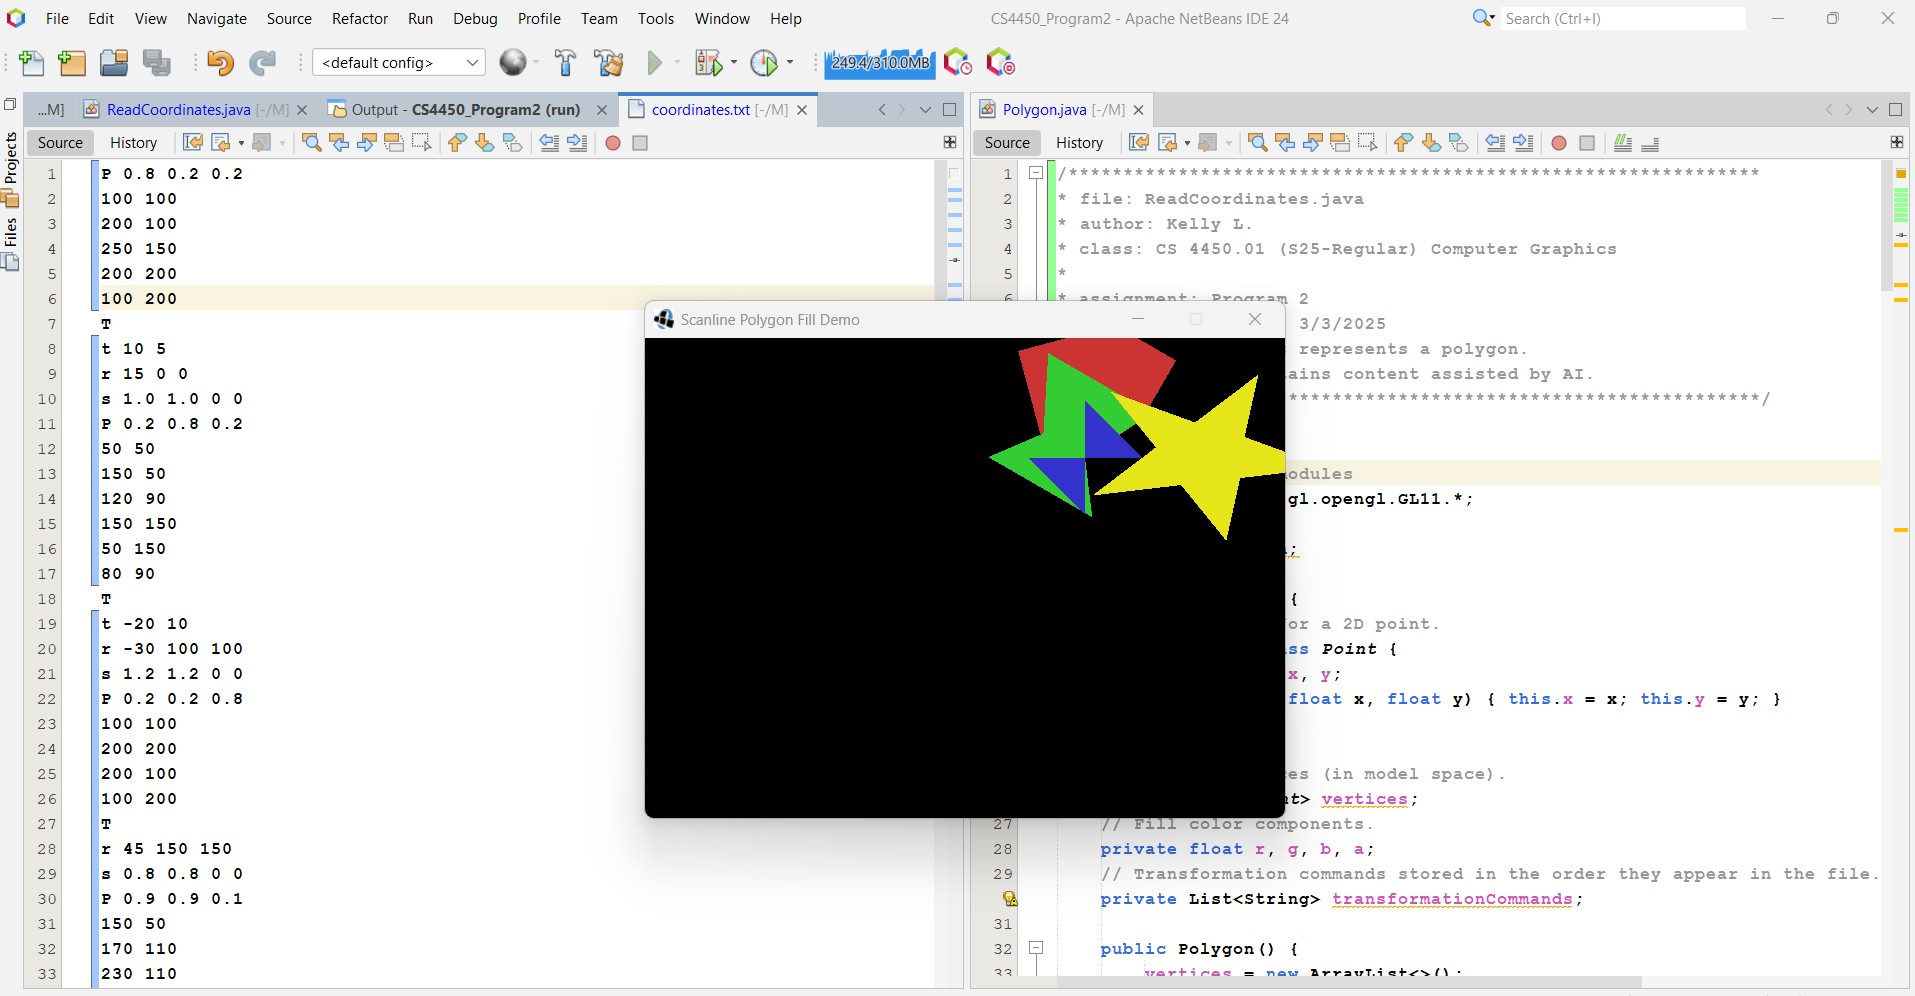 File Edit View Navigate Source Refactor Run Debug Profile Team Tools Window Help
CS4450_Program2 - Apache NetBeans IDE 24
Search (Ctrl+I)
<default config>
249.4/310.0MB
...M]
ReadCoordinates.java [-/M]
Output - CS4450_Program2 (run)
coordinates.txt [-/M]
Projects
Files
Source History
1 P 0.8 0.2 0.2
2 100 100
3 200 100
4 250 150
5 200 200
6 100 200
7 T
8 t 10 5
9 r 15 0 0
10 s 1.0 1.0 0 0
11 P 0.2 0.8 0.2
12 50 50
13 150 50
14 120 90
15 150 150
16 50 150
17 80 90
18 T
19 t -20 10
20 r -30 100 100
21 s 1.2 1.2 0 0
22 P 0.2 0.2 0.8
23 100 100
24 200 200
25 200 100
26 100 200
27 T
28 r 45 150 150
29 s 0.8 0.8 0 0
30 P 0.9 0.9 0.1
31 150 50
32 170 110
33 230 110
Scanline Polygon Fill Demo
Polygon.java [-/M]
Source History
1 /****************************************************************
2 * file: ReadCoordinates.java
3 * author: Kelly L.
4 * class: CS 4450.01 (S25-Regular) Computer Graphics
5 *
6 * assignment: Program 2
3/3/2025
represents a polygon.
ains content assisted by AI.
********************************************/
odules
gl.opengl.GL11.*;
;
{
or a 2D point.
ss Point {
x, y;
float x, float y) { this.x = x; this.y = y; }
es (in model space).
nt> vertices;
27 // Fill color components.
28 private float r, g, b, a;
29 // Transformation commands stored in the order they appear in the file.
private List<String> transformationCommands;
31
32 public Polygon() {
33 vertices = new ArrayList<>();